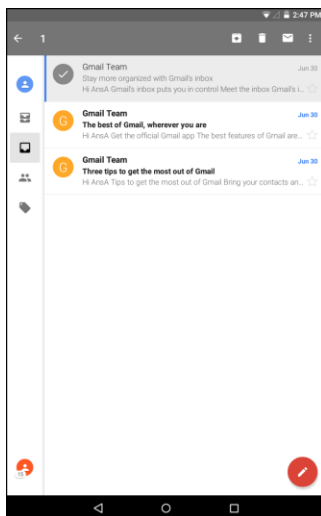 2:47 PM
1
Gmail Team
Jun 30
Stay more organized with Gmail's inbox
Hi AnsA Gmail's inbox puts you in control Meet the inbox Gmail's i...
G
Gmail Team
Jun 30
The best of Gmail, wherever you are
Hi AnsA Get the official Gmail app The best features of Gmail are...
G
Gmail Team
Jun 30
Three tips to get the most out of Gmail
Hi AnsA Tips to get the most out of Gmail Bring your contacts an...